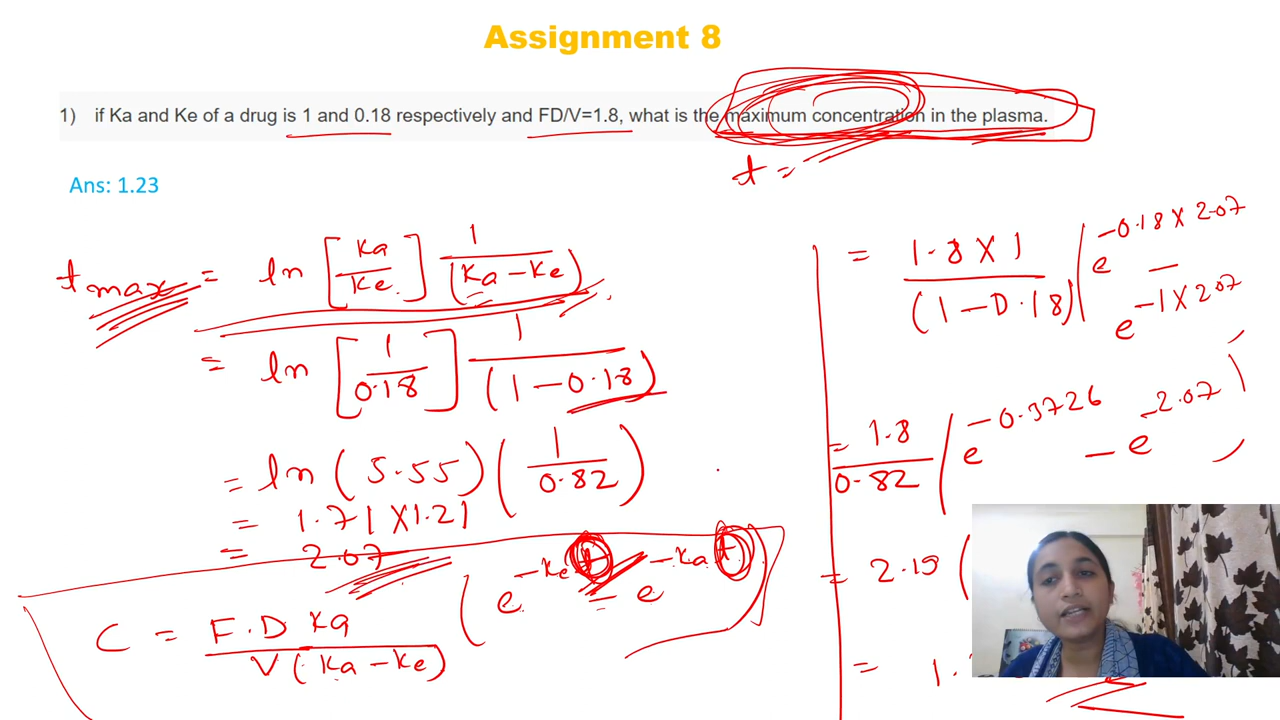 Assignment 8
1) if Ka and Ke of a drug is 1 and 0.18 respectively and FD/V=1.8, what is the maximum concentration in the plasma.
t =
Ans: 1.23
t max = ln [ Ka / Ke ] 1 / (Ka - Ke)
= ln [ 1 / 0.18 ] 1 / (1 - 0.18)
= ln ( 5.55 ) ( 1 / 0.82 )
= 1.71 X 1.21
= 2.07
C = F.D Ka / V (Ka - Ke) ( e^-Ke t - e^-Ka t )
= 1.8 X 1 / (1 - 0.18) ( e^-0.18 X 2.07 - e^-1 X 2.07 )
= 1.8 / 0.82 ( e^-0.3726 - e^-2.07 )
= 2.19 (
= 1.